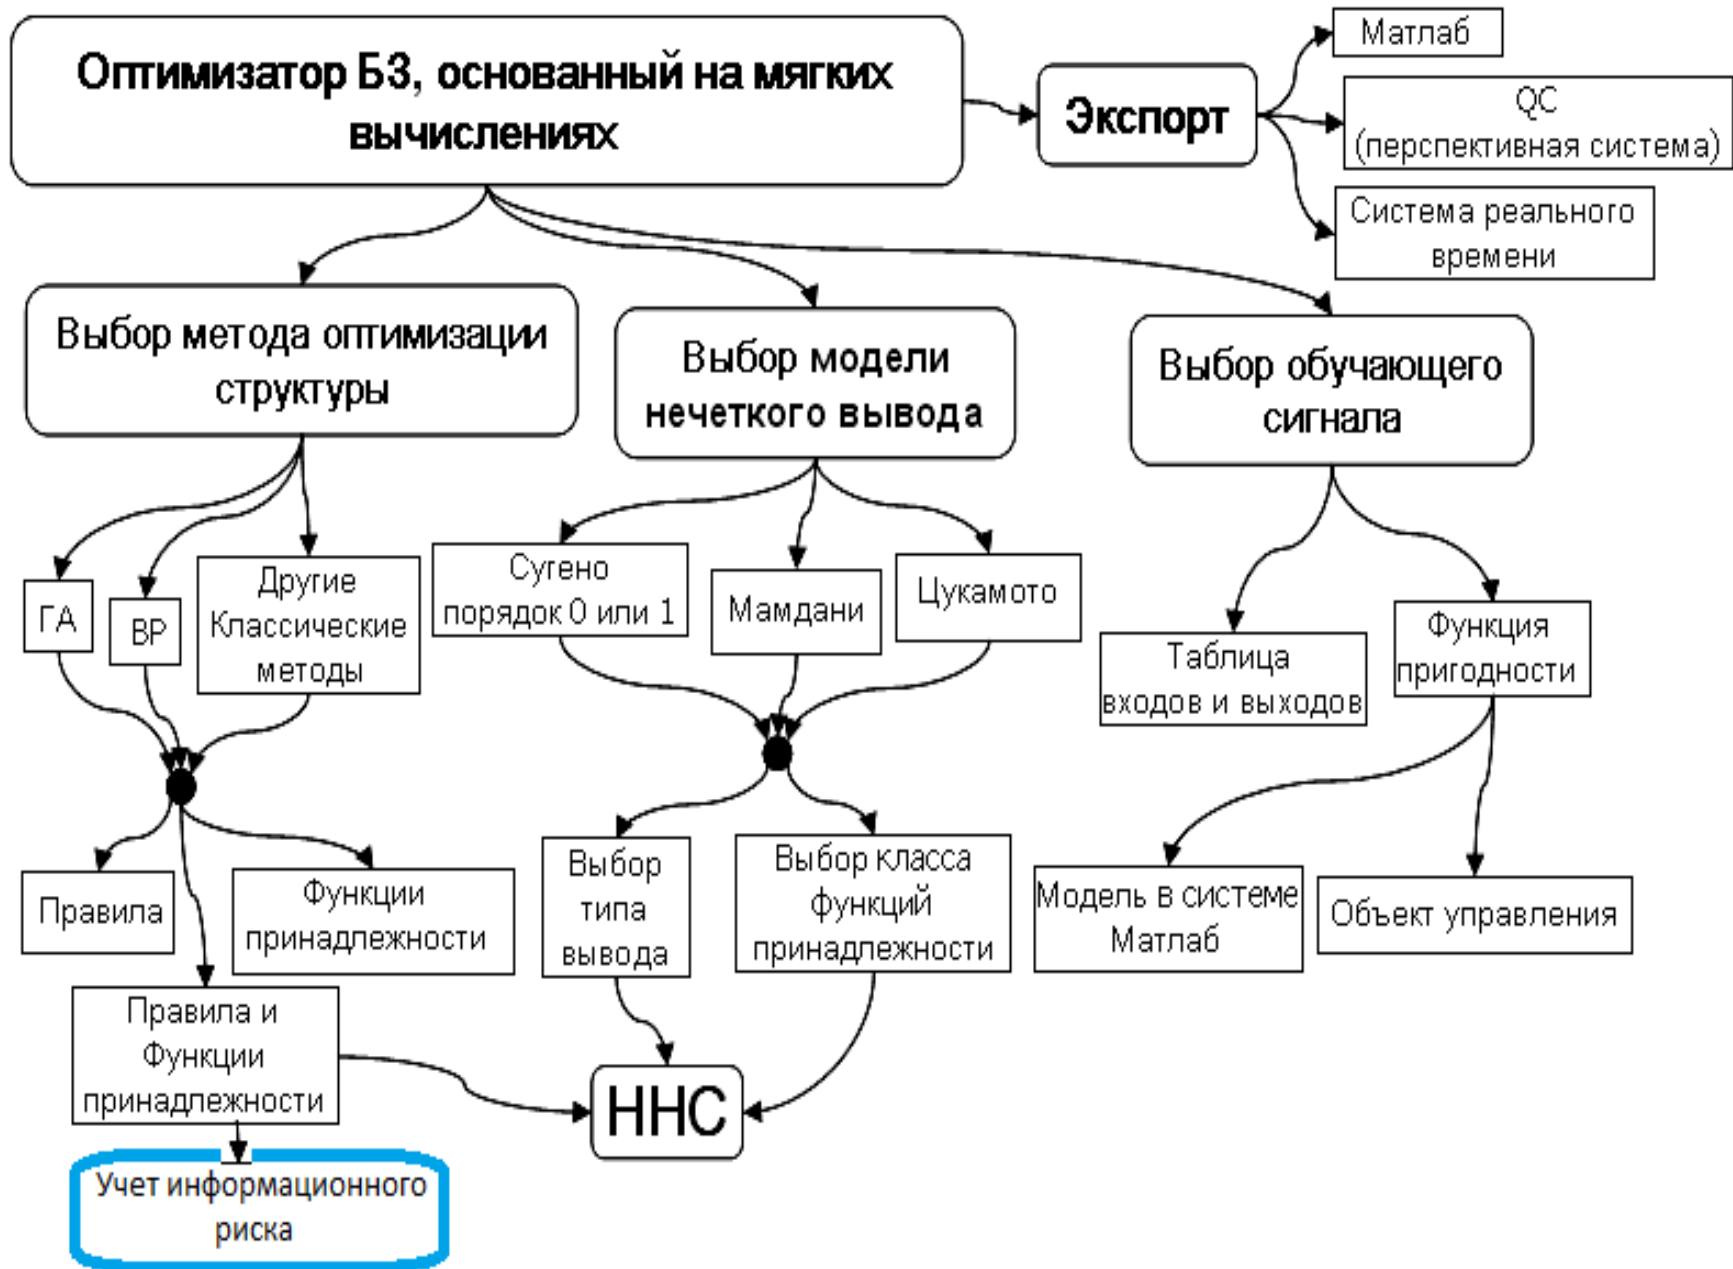 Оптимизатор БЗ, основанный на мягких
вычислениях
Экспорт
Матлаб
QC
(перспективная система)
Система реального
времени
Выбор метода оптимизации
структуры
Выбор модели
нечеткого вывода
Выбор обучающего
сигнала
ГА
ВР
Другие
Классические
методы
Сугено
порядок 0 или 1
Мамдани
Цукамото
Таблица
входов и выходов
Функция
пригодности
Правила
Функции
принадлежности
Выбор
типа
вывода
Выбор класса
функций
принадлежности
Модель в системе
Матлаб
Объект управления
Правила и
Функции
принадлежности
ННС
Учет информационного
риска